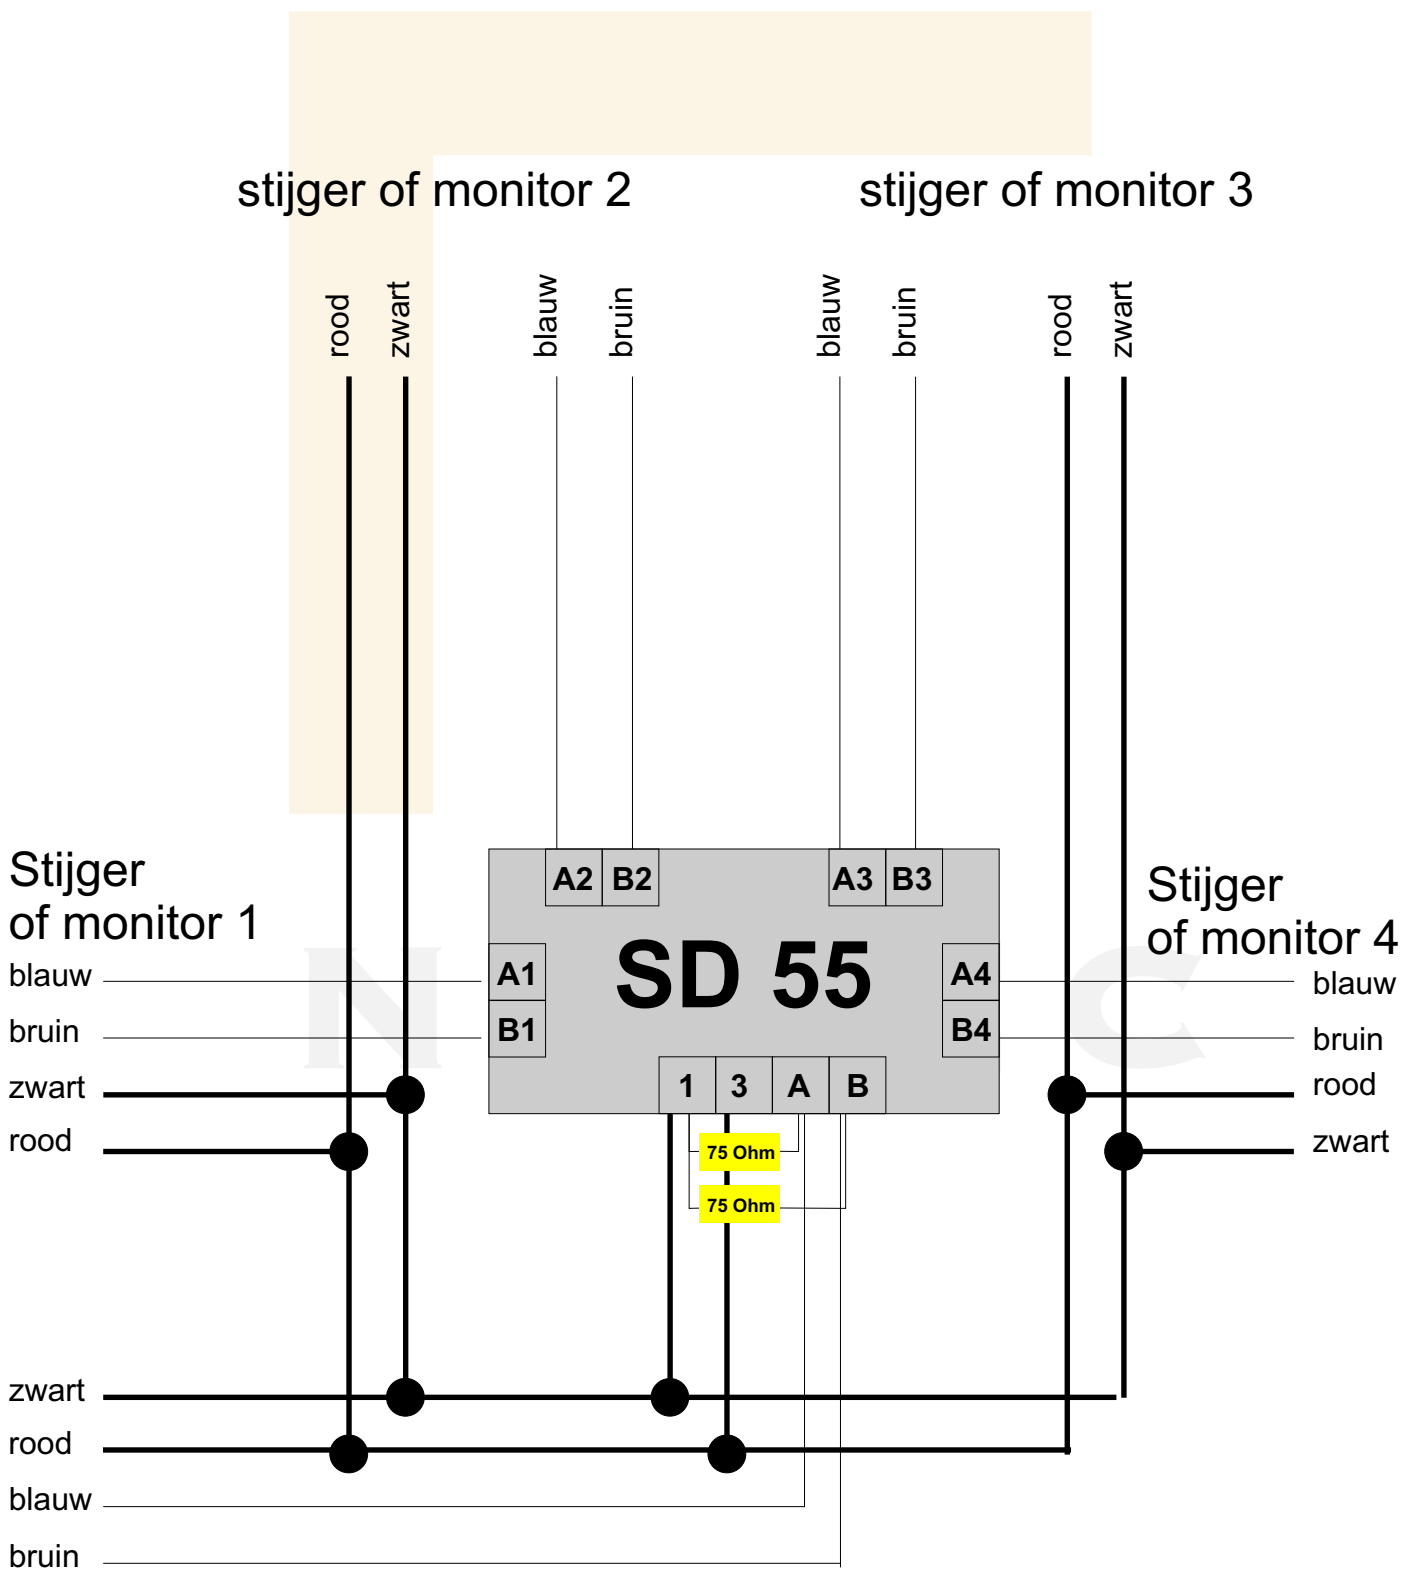 stijger of monitor 2
stijger of monitor 3
rood
zwart
blauw
bruin
blauw
bruin
rood
zwart
Stijger
of monitor 1
blauw
bruin
zwart
rood
A2 B2
A3 B3
A1
B1
SD 55
A4
B4
1 3 A B
75 Ohm
75 Ohm
Stijger
of monitor 4
blauw
bruin
rood
zwart
zwart
rood
blauw
bruin
N C